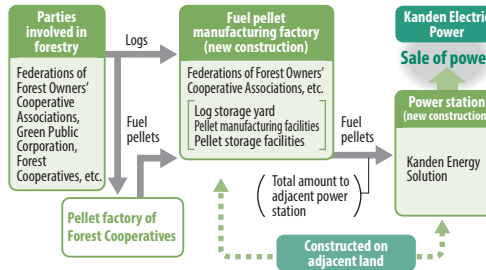 Parties
involved in
forestry
Federations of
Forest Owners'
Cooperative
Associations,
Green Public
Corporation,
Forest
Cooperatives, etc.
Logs
Fuel
pellets
Pellet factory of
Forest Cooperatives
Fuel pellet
manufacturing factory
(new construction)
Federations of Forest Owners'
Cooperative Associations, etc.
Log storage yard
Pellet manufacturing facilities
Pellet storage facilities
Fuel
pellets
Total amount to
adjacent power
station
Constructed on
adjacent land
Kanden Electric
Power
Sale of power
Power station
(new construction)
Kanden Energy
Solution